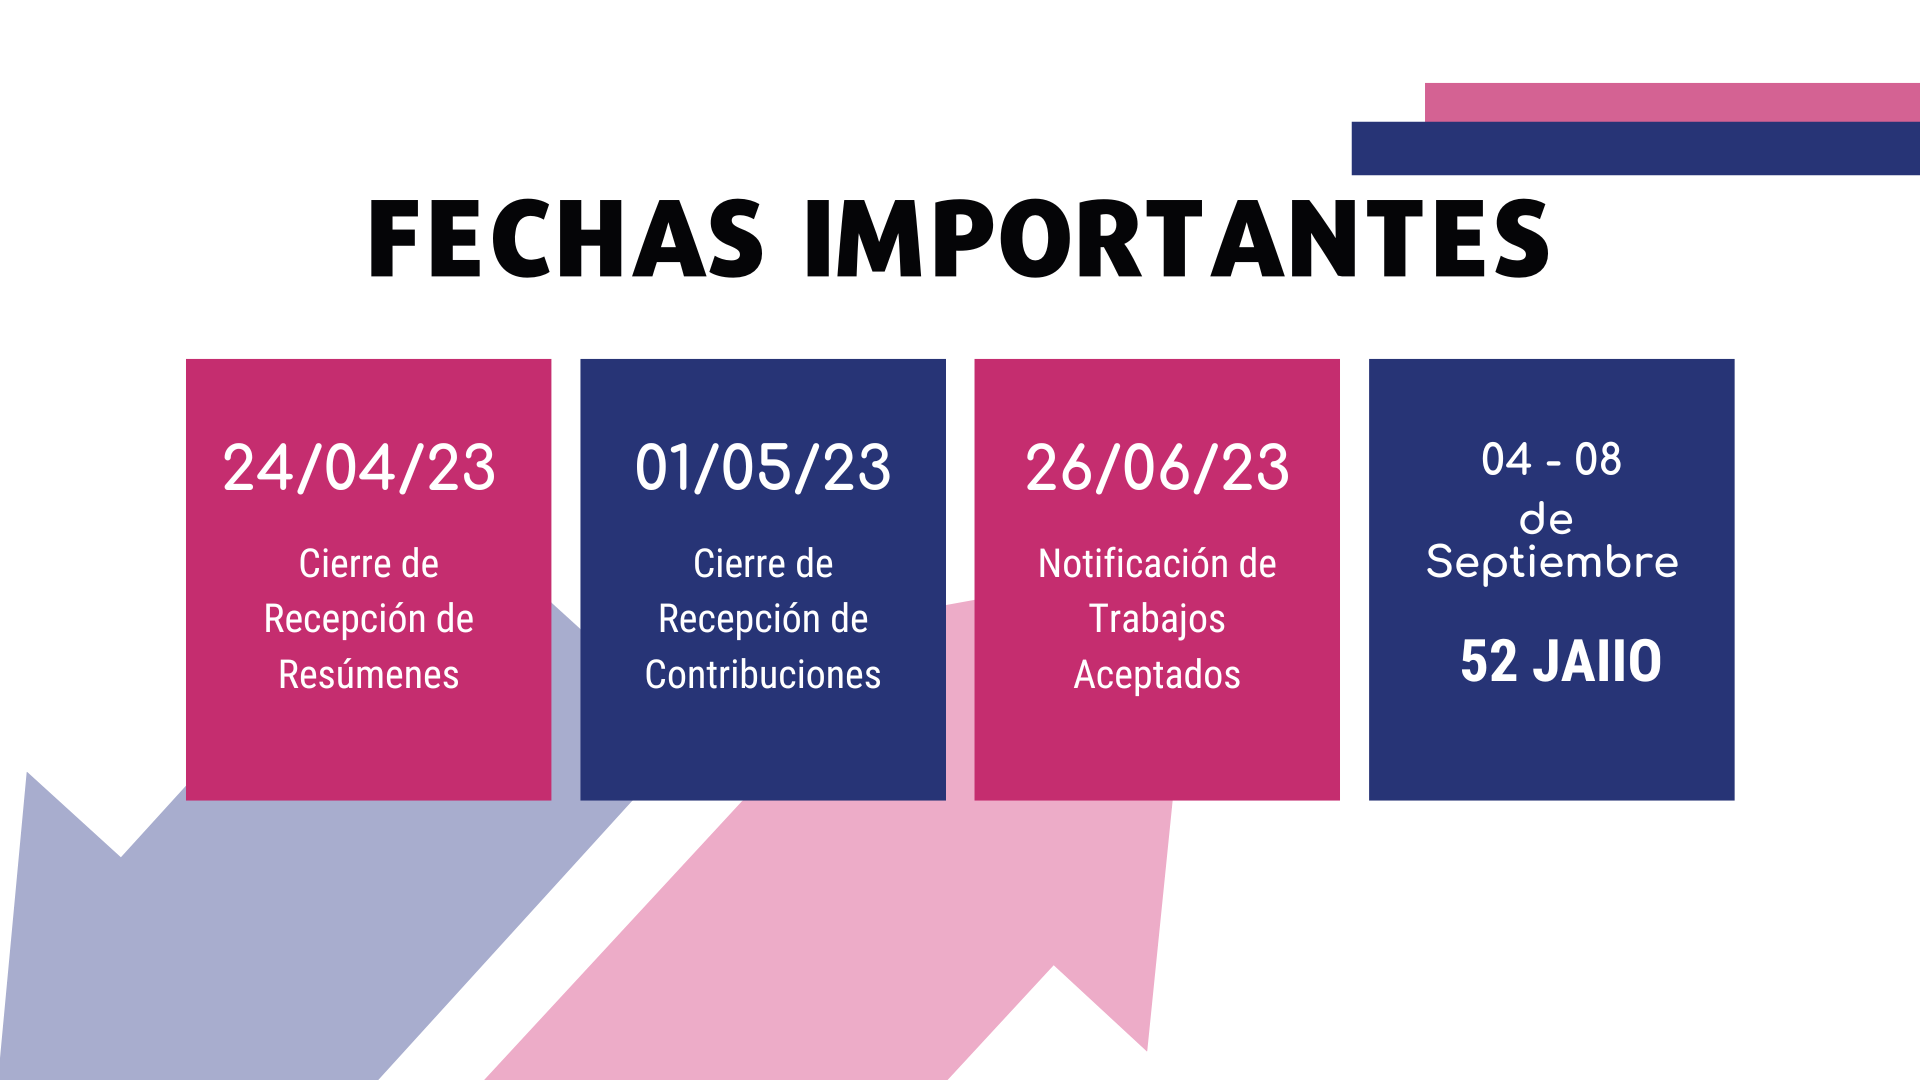 FECHAS IMPORTANTES
24/04/23
Cierre de
Recepción de
Resúmenes
01/05/23
Cierre de
Recepción de
Contribuciones
26/06/23
Notificación de
Trabajos
Aceptados
04 - 08
de
Septiembre
52 JAIIO